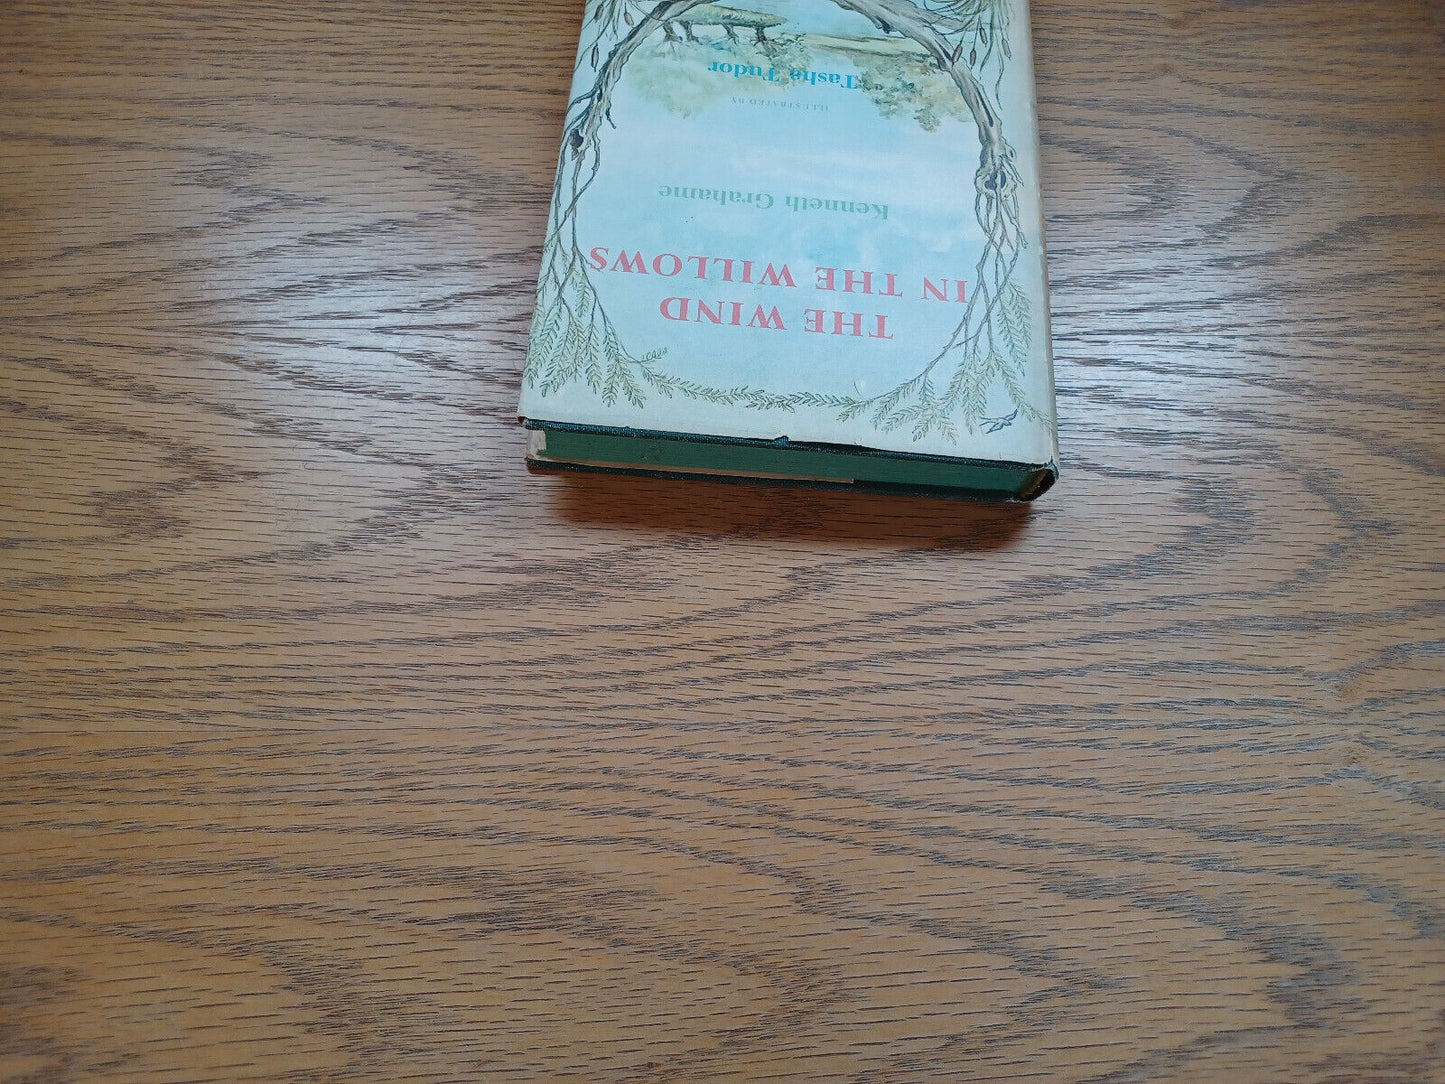 THE WIND
IN THE WILLOWS
Kenneth Grahame
ILLUSTRATED BY
Tasha Tudor